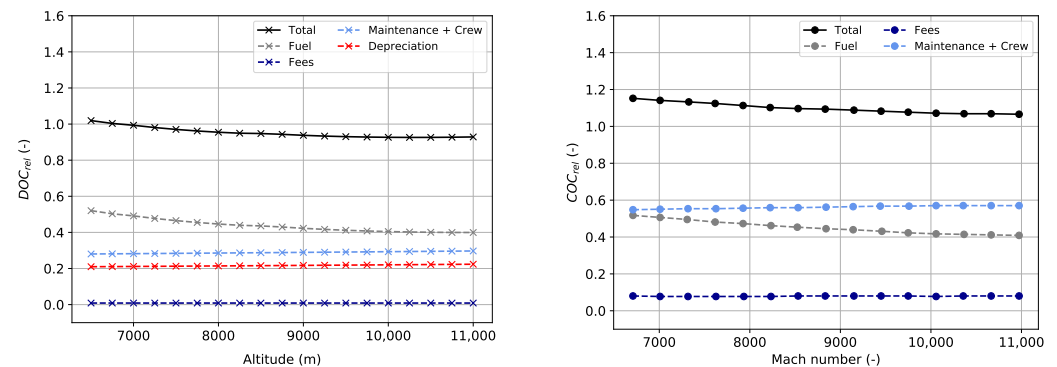 1.6
1.4
1.2
1.0
0.8
0.6
0.4
0.2
0.0
DOC_rel (-)
Total
Fuel
Fees
Maintenance + Crew
Depreciation
7000
8000
9000
10,000
11,000
Altitude (m)
1.6
1.4
1.2
1.0
0.8
0.6
0.4
0.2
0.0
COC_rel (-)
Total
Fuel
Fees
Maintenance + Crew
7000
8000
9000
10,000
11,000
Mach number (-)